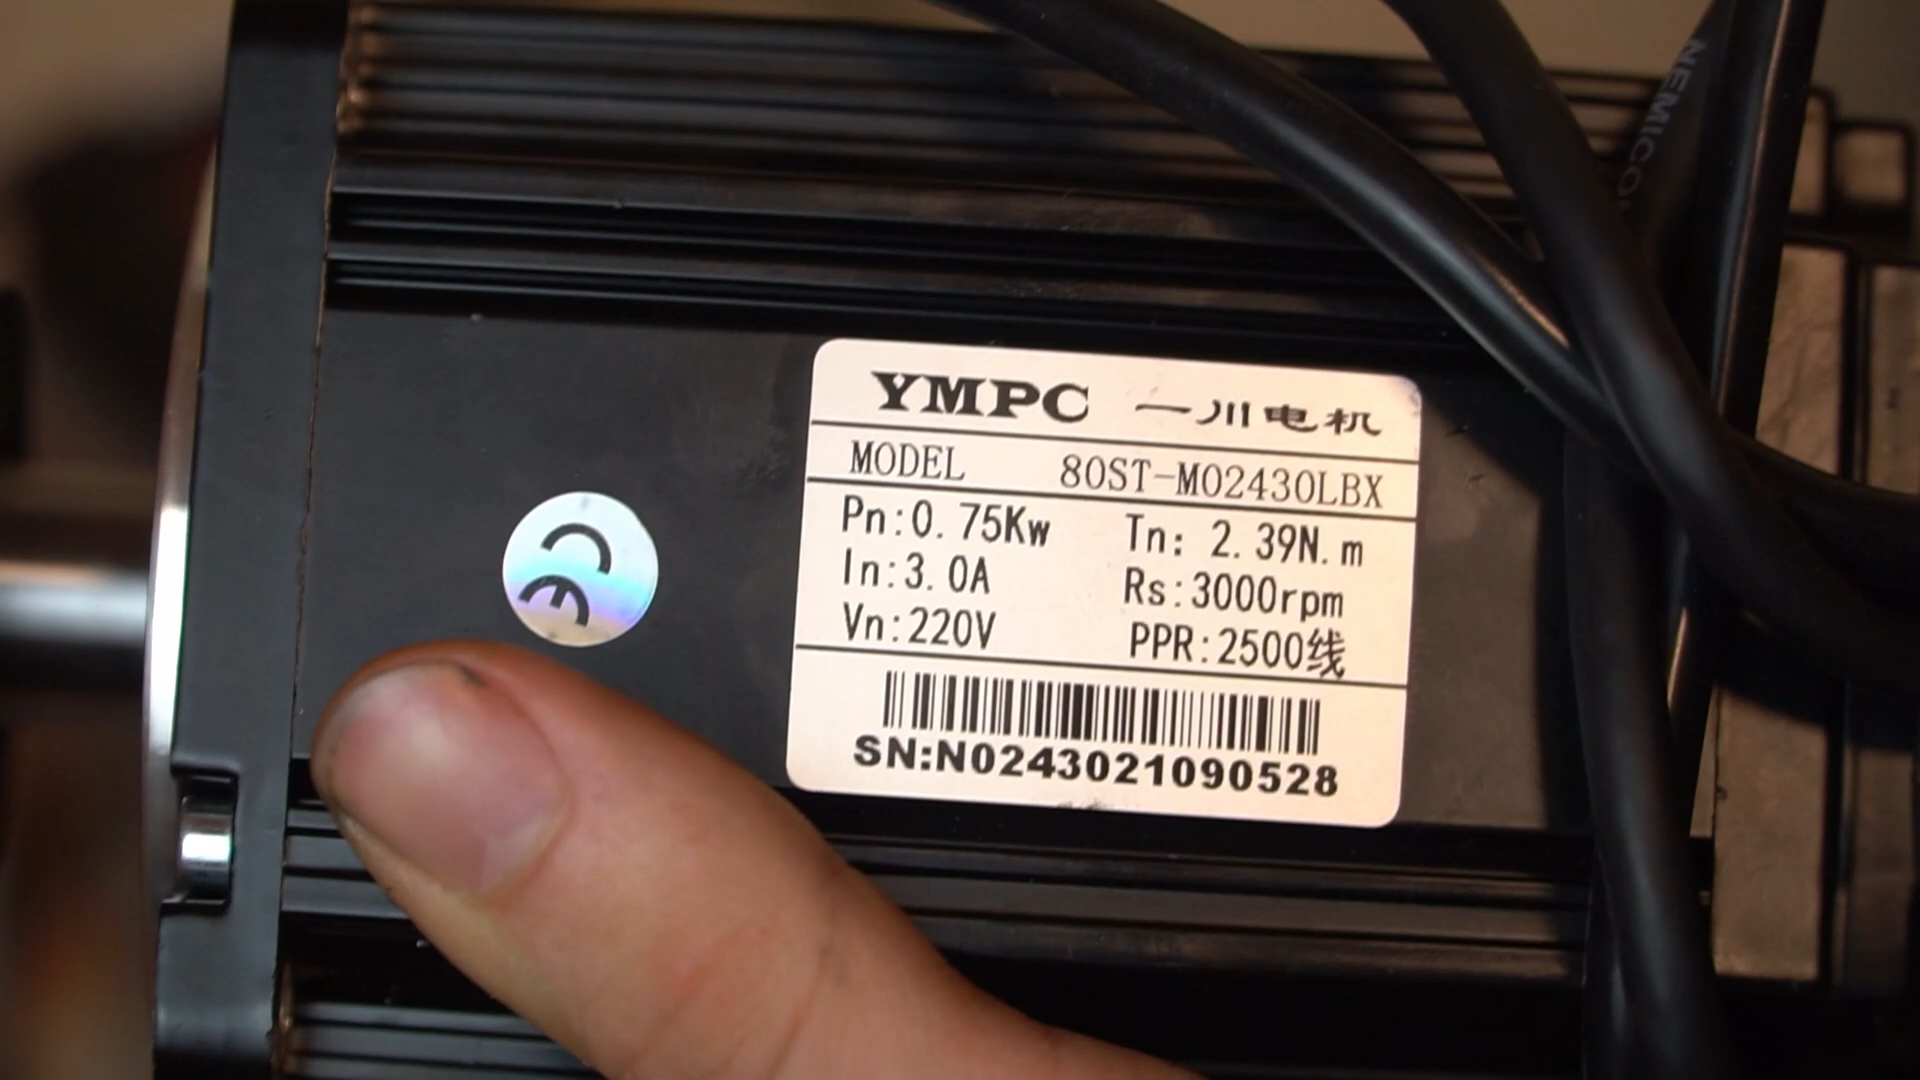 YMPC 一川电机
MODEL 80ST-M02430LBX
Pn:0.75Kw Tn: 2.39N.m
In:3.0A Rs:3000rpm
Vn:220V PPR:2500线
SN:N0243021090528
CE